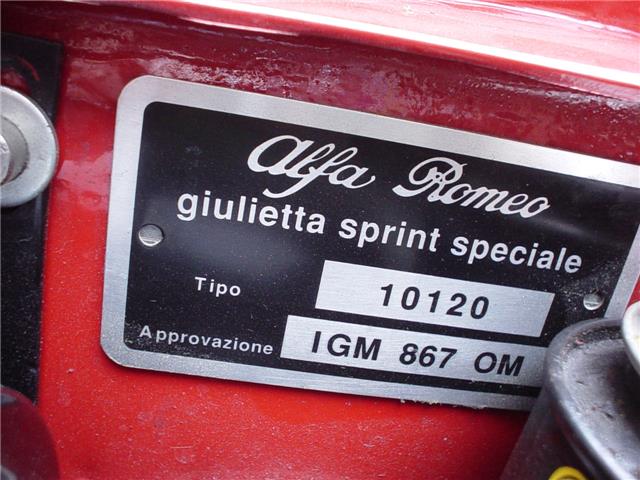 Alfa Romeo
giulietta sprint speciale
Tipo 10120
Approvazione IGM 867 OM